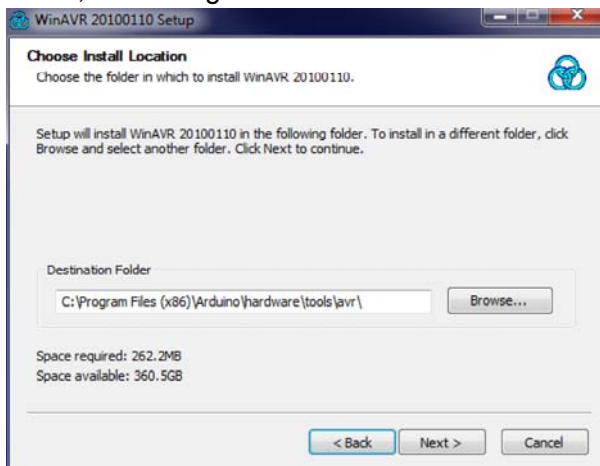 WinAVR 20100110 Setup
Choose Install Location
Choose the folder in which to install WinAVR 20100110.
Setup will install WinAVR 20100110 in the following folder. To install in a different folder, click
Browse and select another folder. Click Next to continue.
Destination Folder
C:\Program Files (x86)\Arduino\hardware\tools\avr\
Browse...
Space required: 262.2MB
Space available: 360.5GB
< Back
Next >
Cancel